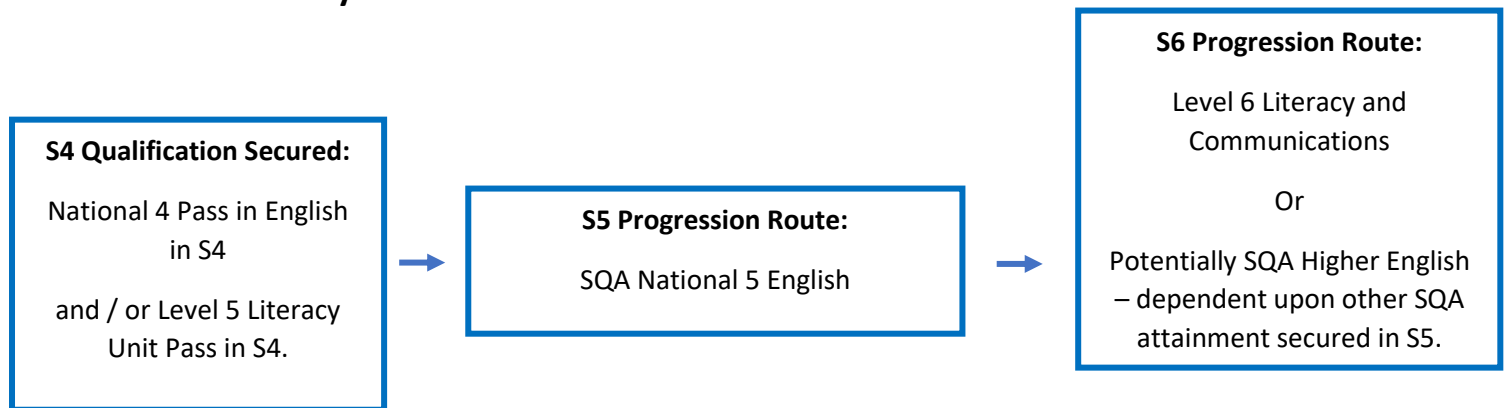 S4 Qualification Secured:
National 4 Pass in English
in S4
and / or Level 5 Literacy
Unit Pass in S4.
S5 Progression Route:
SQA National 5 English
S6 Progression Route:
Level 6 Literacy and
Communications
Or
Potentially SQA Higher English
– dependent upon other SQA
attainment secured in S5.